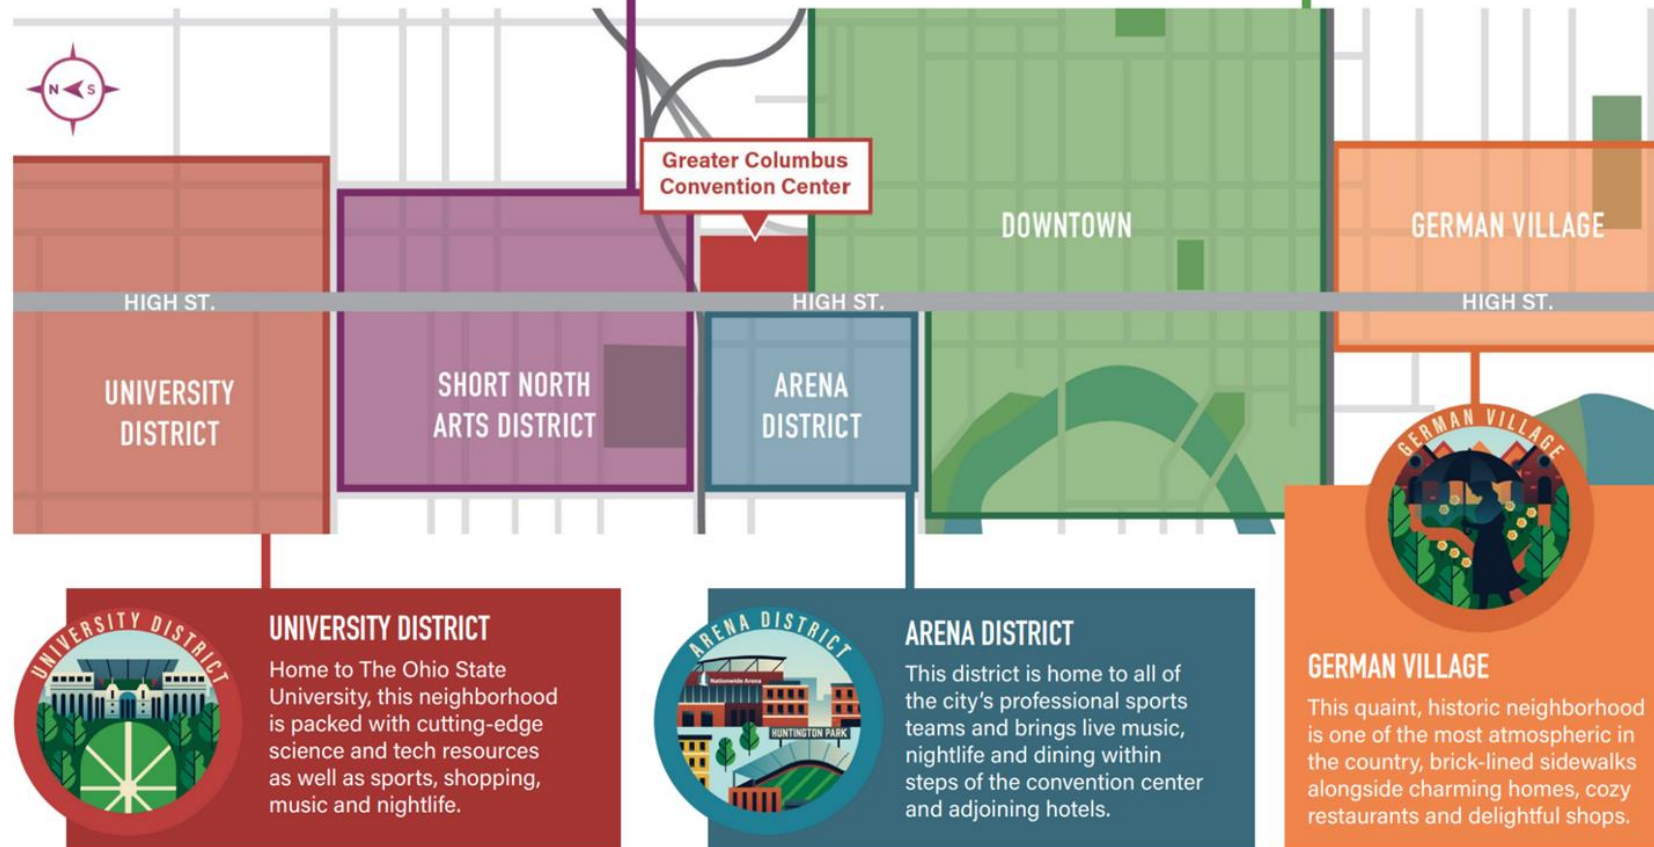 N S
Greater Columbus
Convention Center
DOWNTOWN
GERMAN VILLAGE
HIGH ST.
HIGH ST.
HIGH ST.
UNIVERSITY
DISTRICT
SHORT NORTH
ARTS DISTRICT
ARENA
DISTRICT
UNIVERSITY DISTRICT
UNIVERSITY DISTRICT
Home to The Ohio State
University, this neighborhood
is packed with cutting-edge
science and tech resources
as well as sports, shopping,
music and nightlife.
ARENA DISTRICT
Nationwide Arena
HUNTINGTON PARK
ARENA DISTRICT
This district is home to all of
the city's professional sports
teams and brings live music,
nightlife and dining within
steps of the convention center
and adjoining hotels.
GERMAN VILLAGE
GERMAN VILLAGE
This quaint, historic neighborhood
is one of the most atmospheric in
the country, brick-lined sidewalks
alongside charming homes, cozy
restaurants and delightful shops.